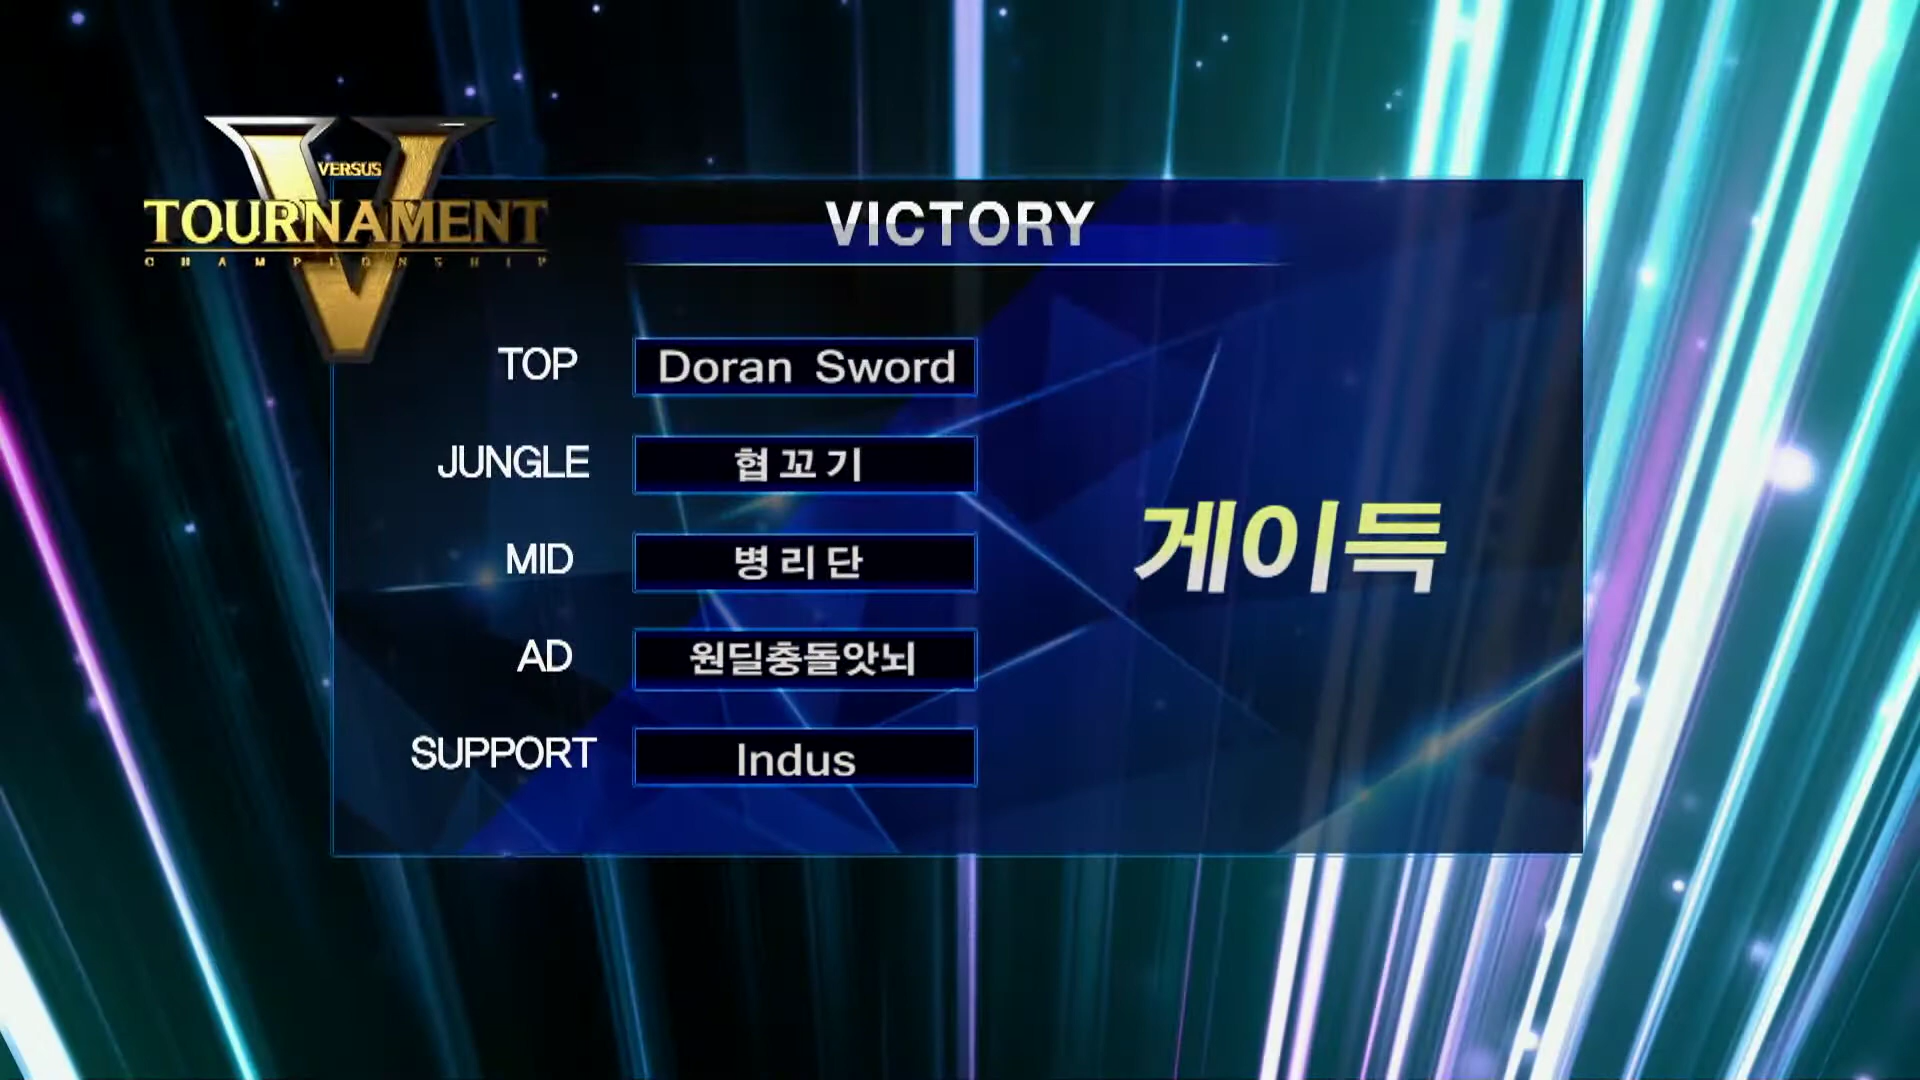 VERSUS
TOURNAMENT
CHAMPIONSHIP
VICTORY
TOP Doran Sword
JUNGLE 협꼬기
MID 병리단
AD 원딜충돌앗뇌
SUPPORT Indus
게이득